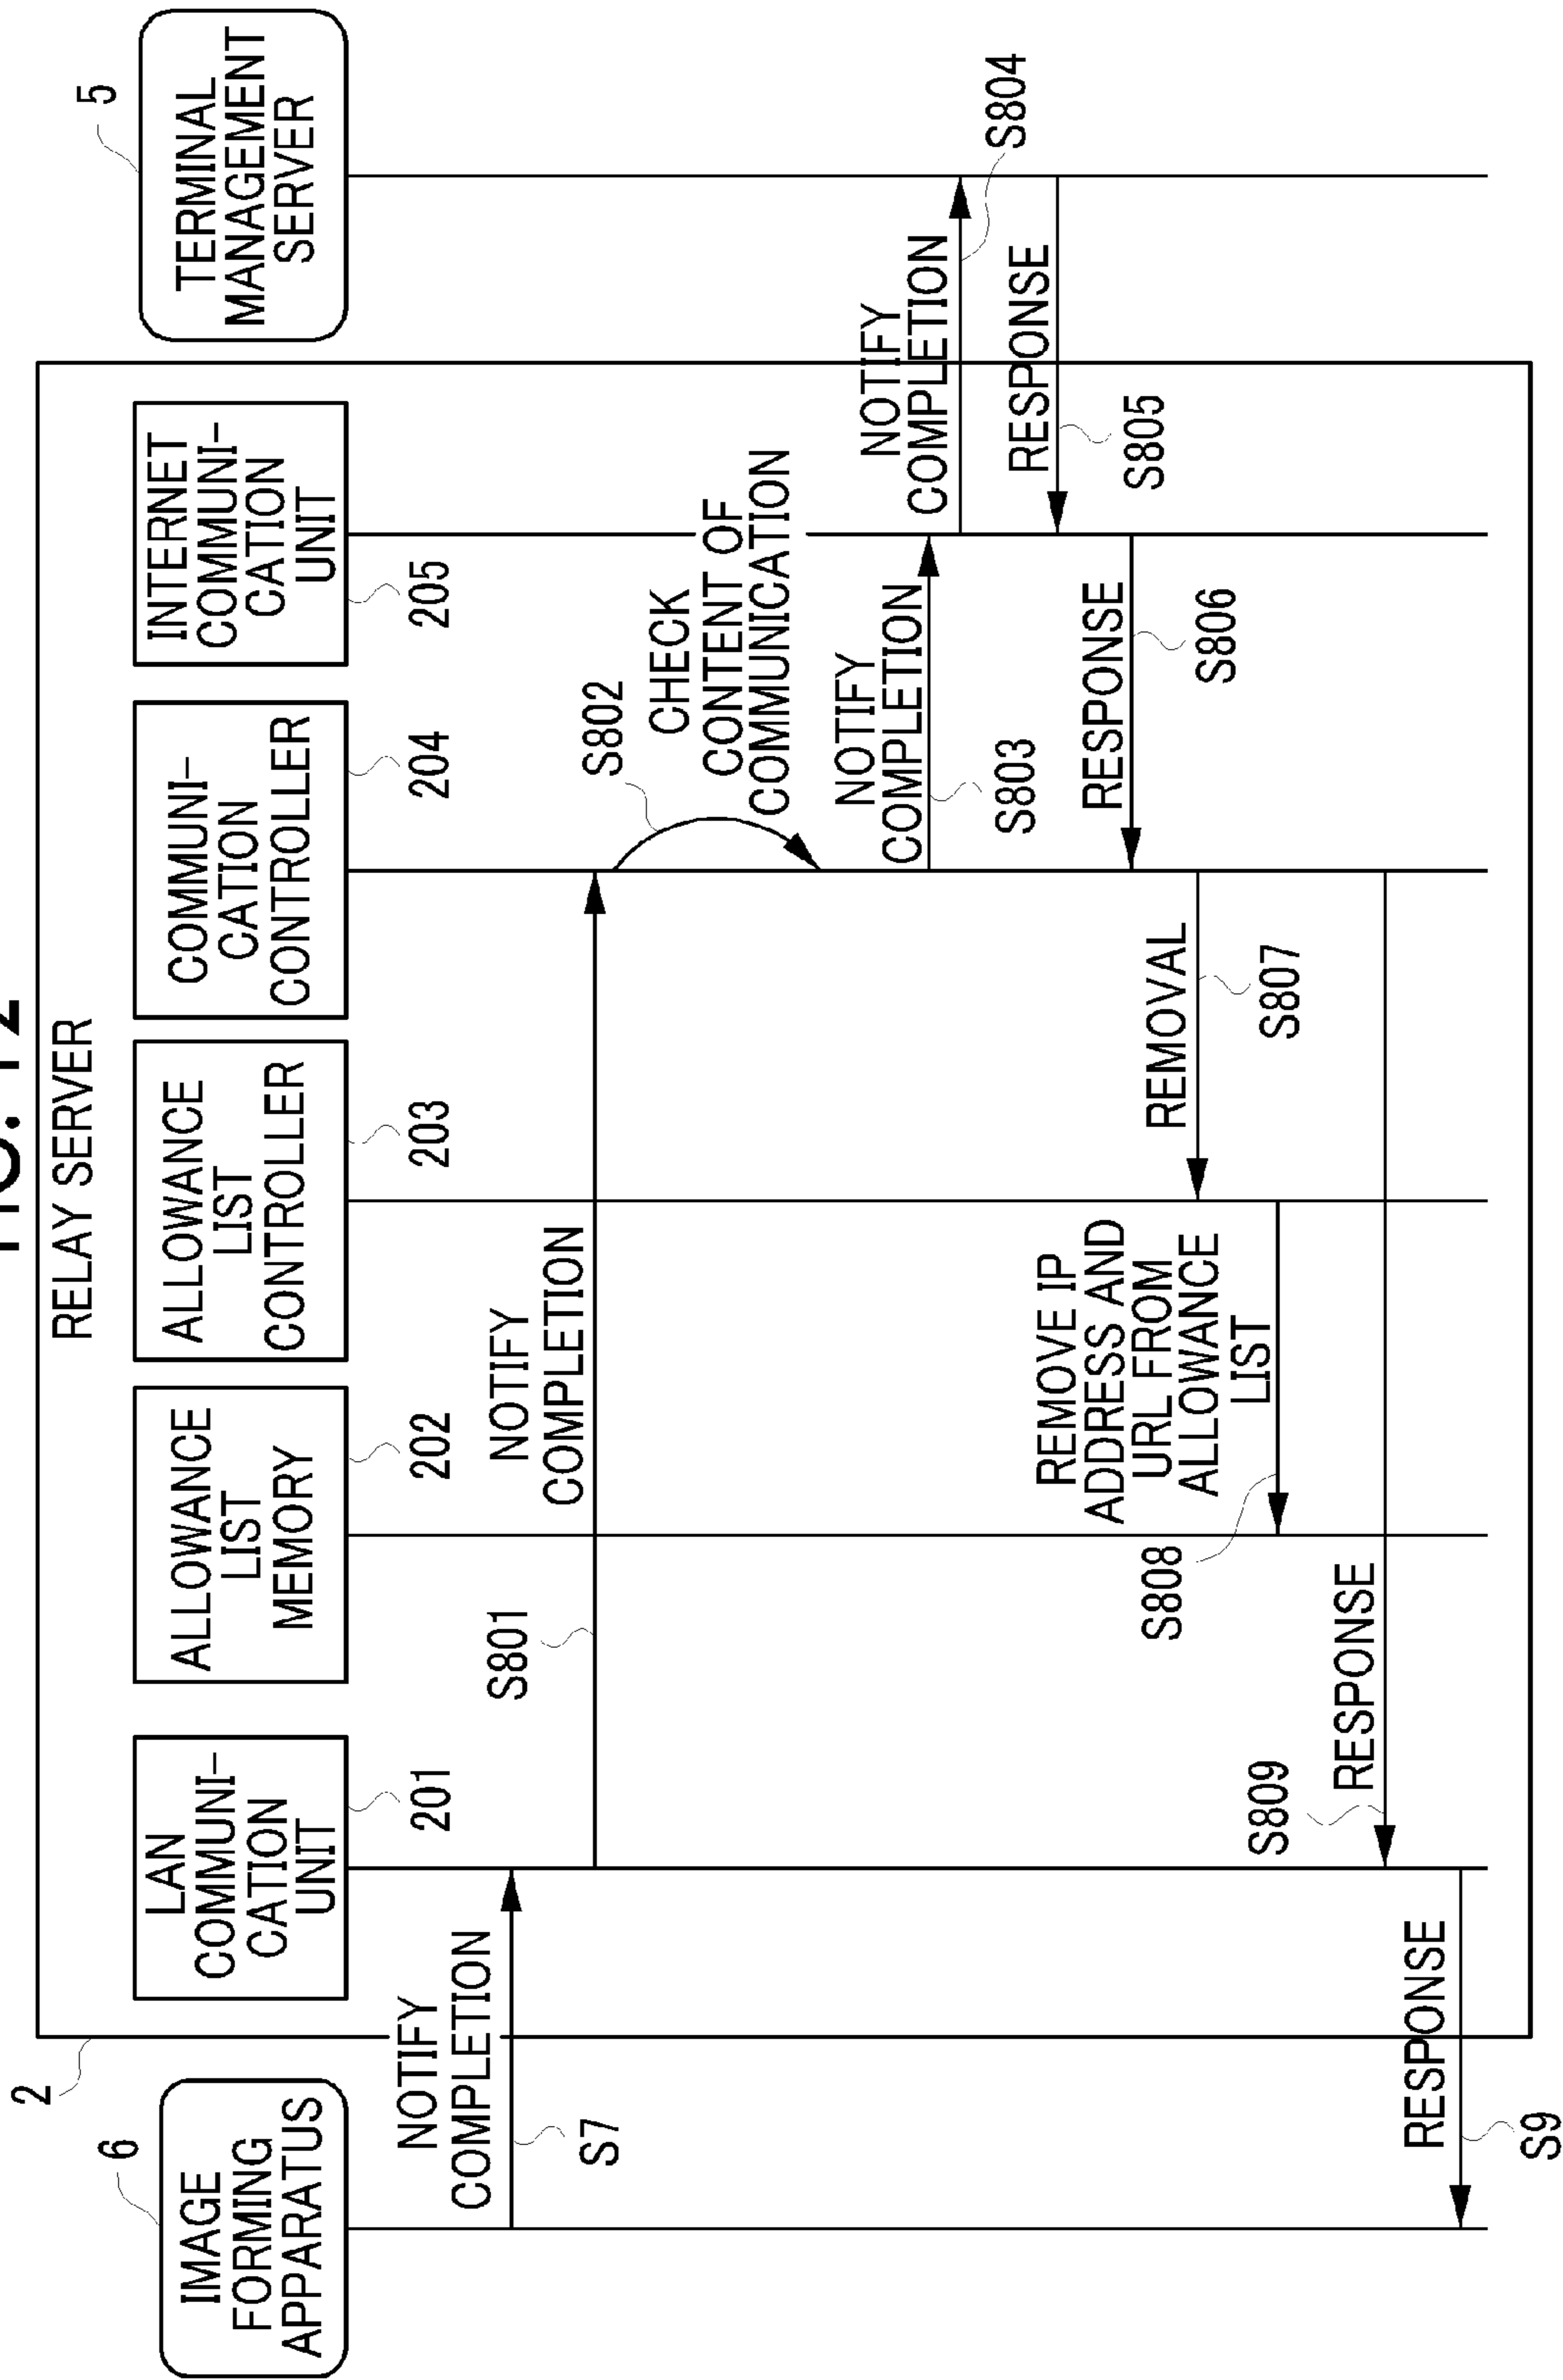 FIG. 12
RELAY SERVER
2
6
IMAGE
FORMING
APPARATUS
LAN
COMMUNI-
CATION
UNIT
201
ALLOWANCE
LIST
MEMORY
202
ALLOWANCE
LIST
CONTROLLER
203
COMMUNI-
CATION
CONTROLLER
204
INTERNET
COMMUNI-
CATION
UNIT
205
5
TERMINAL
MANAGEMENT
SERVER
NOTIFY
COMPLETION
S7
S801
NOTIFY
COMPLETION
S802
CHECK
CONTENT OF
COMMUNICATION
NOTIFY
COMPLETION
S803
NOTIFY
COMPLETION
S804
RESPONSE
S805
RESPONSE
S806
REMOVAL
S807
REMOVE IP
ADDRESS AND
URL FROM
ALLOWANCE
LIST
S808
RESPONSE
S809
RESPONSE
S9